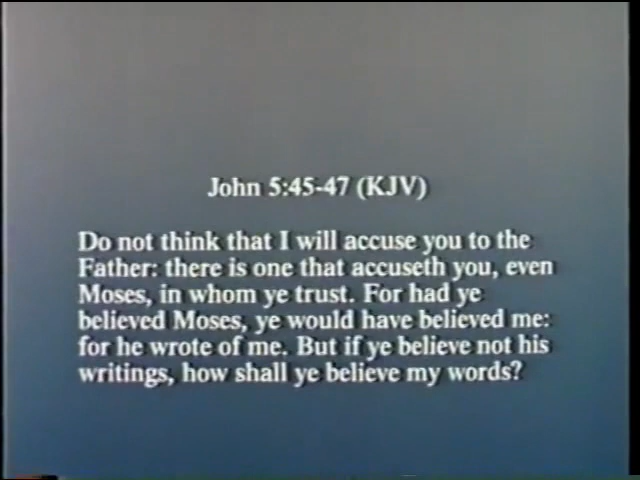 John 5:45-47 (KJV)
Do not think that I will accuse you to the
Father: there is one that accuseth you, even
Moses, in whom ye trust. For had ye
believed Moses, ye would have believed me:
for he wrote of me. But if ye believe not his
writings, how shall ye believe my words?